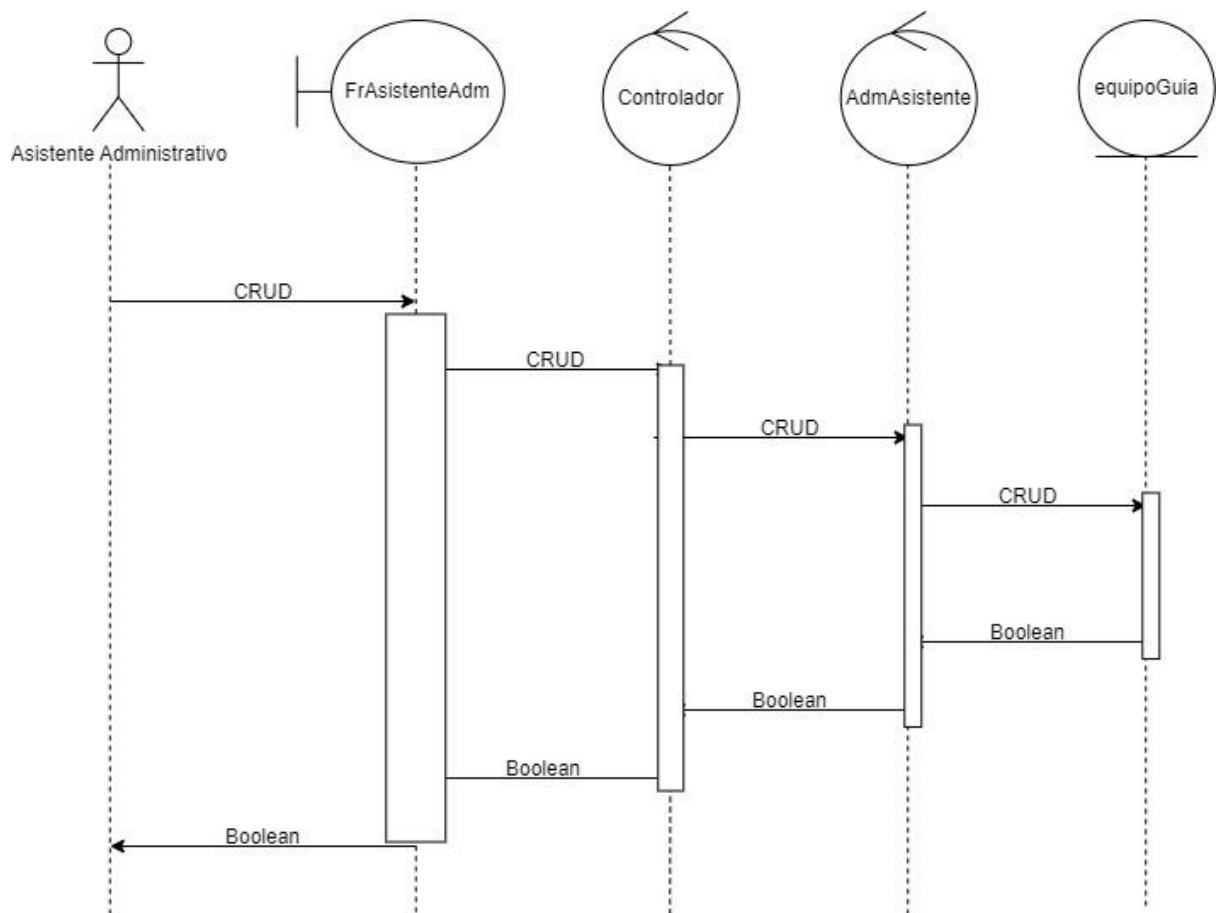 FrAsistenteAdm
Controlador
AdmAsistente
equipoGuia
Asistente Administrativo
CRUD
CRUD
CRUD
CRUD
Boolean
Boolean
Boolean
Boolean